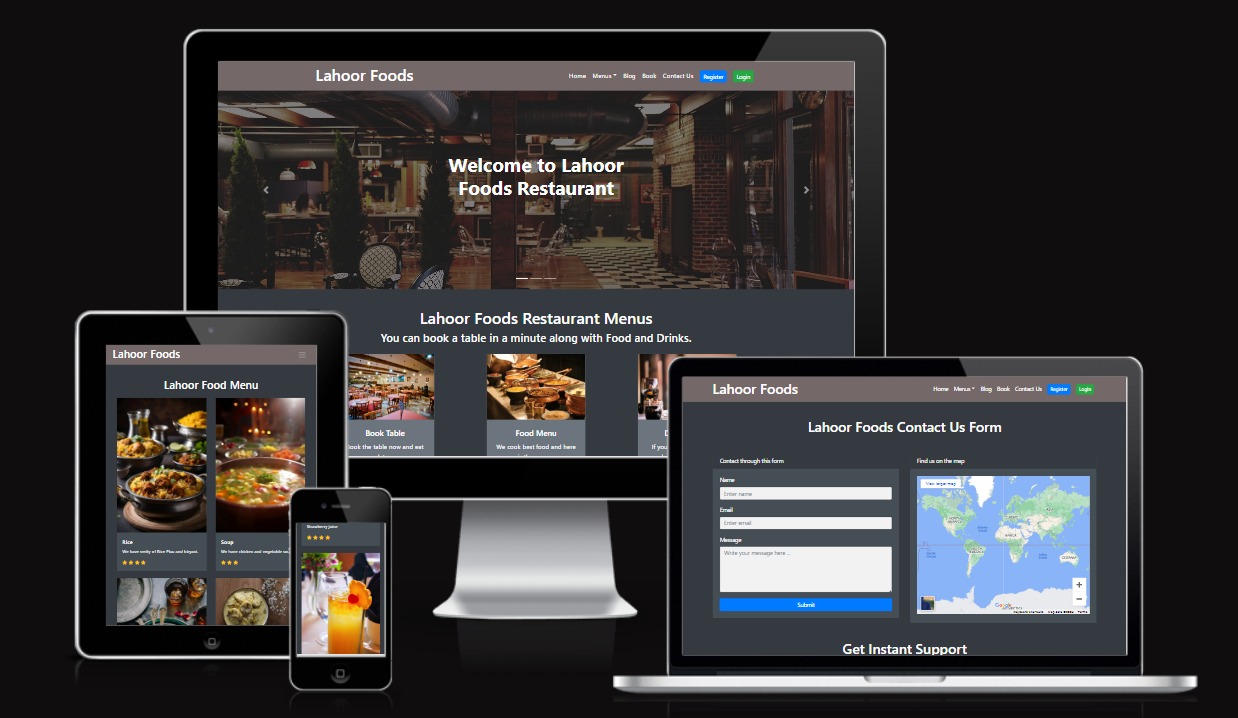 Lahoor Foods
Home Menus Blog Book Contact Us Register Login
Welcome to Lahoor
Foods Restaurant
Lahoor Foods Restaurant Menus
You can book a table in a minute along with Food and Drinks.
Book Table
ook the table now and eat
Food Menu
We cook best food and here
D
If you
Lahoor Foods
Lahoor Food Menu
Rice
We have verity of Rice Plau and biryani.
Soup
We have chicken and vegetable so..
Strawberry juice
Lahoor Foods
Home Menus Blog Book Contact Us Register Login
Lahoor Foods Contact Us Form
Contact through this form
Name
Enter name
Email
Enter email
Message
Write your message here ..
Submit
Find us on the map
View larger map
Google
Get Instant Support